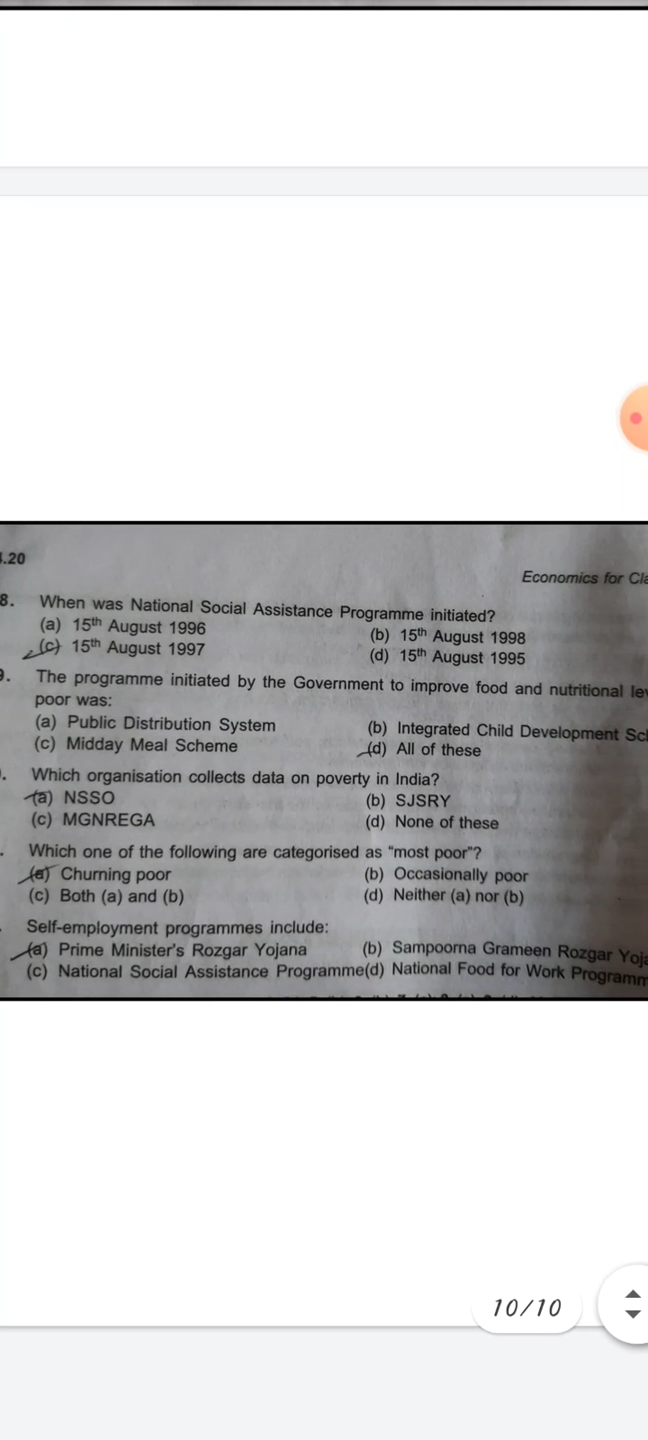 .20
Economics for
8. When was National Social Assistance Programme initiated?
(a) 15th August 1996 (b) 15th August 1998
(c) 15th August 1997 (d) 15th August 1995
. The programme initiated by the Government to improve food and nutritional
poor was:
(a) Public Distribution System (b) Integrated Child Development
(c) Midday Meal Scheme (d) All of these
. Which organisation collects data on poverty in India?
(a) NSSO (b) SJSRY
(c) MGNREGA (d) None of these
. Which one of the following are categorised as "most poor"?
(a) Churning poor (b) Occasionally poor
(c) Both (a) and (b) (d) Neither (a) nor (b)
Self-employment programmes include:
(a) Prime Minister's Rozgar Yojana (b) Sampoorna Grameen Rozgar
(c) National Social Assistance Programme (d) National Food for Work
10/10